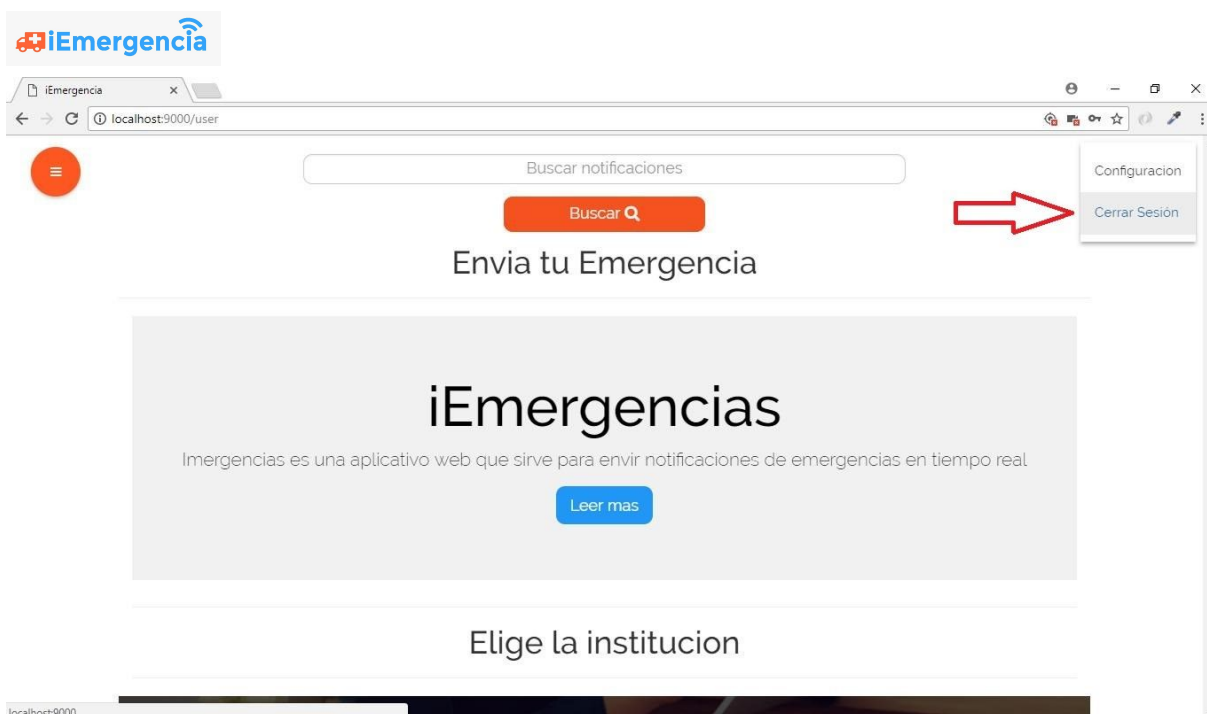 iEmergencia
iEmergencia
localhost:9000/user
Buscar notificaciones
Configuracion
Buscar
Cerrar Sesión
Envia tu Emergencia
iEmergencias
Imergencias es una aplicativo web que sirve para envir notificaciones de emergencias en tiempo real
Leer mas
Elige la institucion
localhost:9000